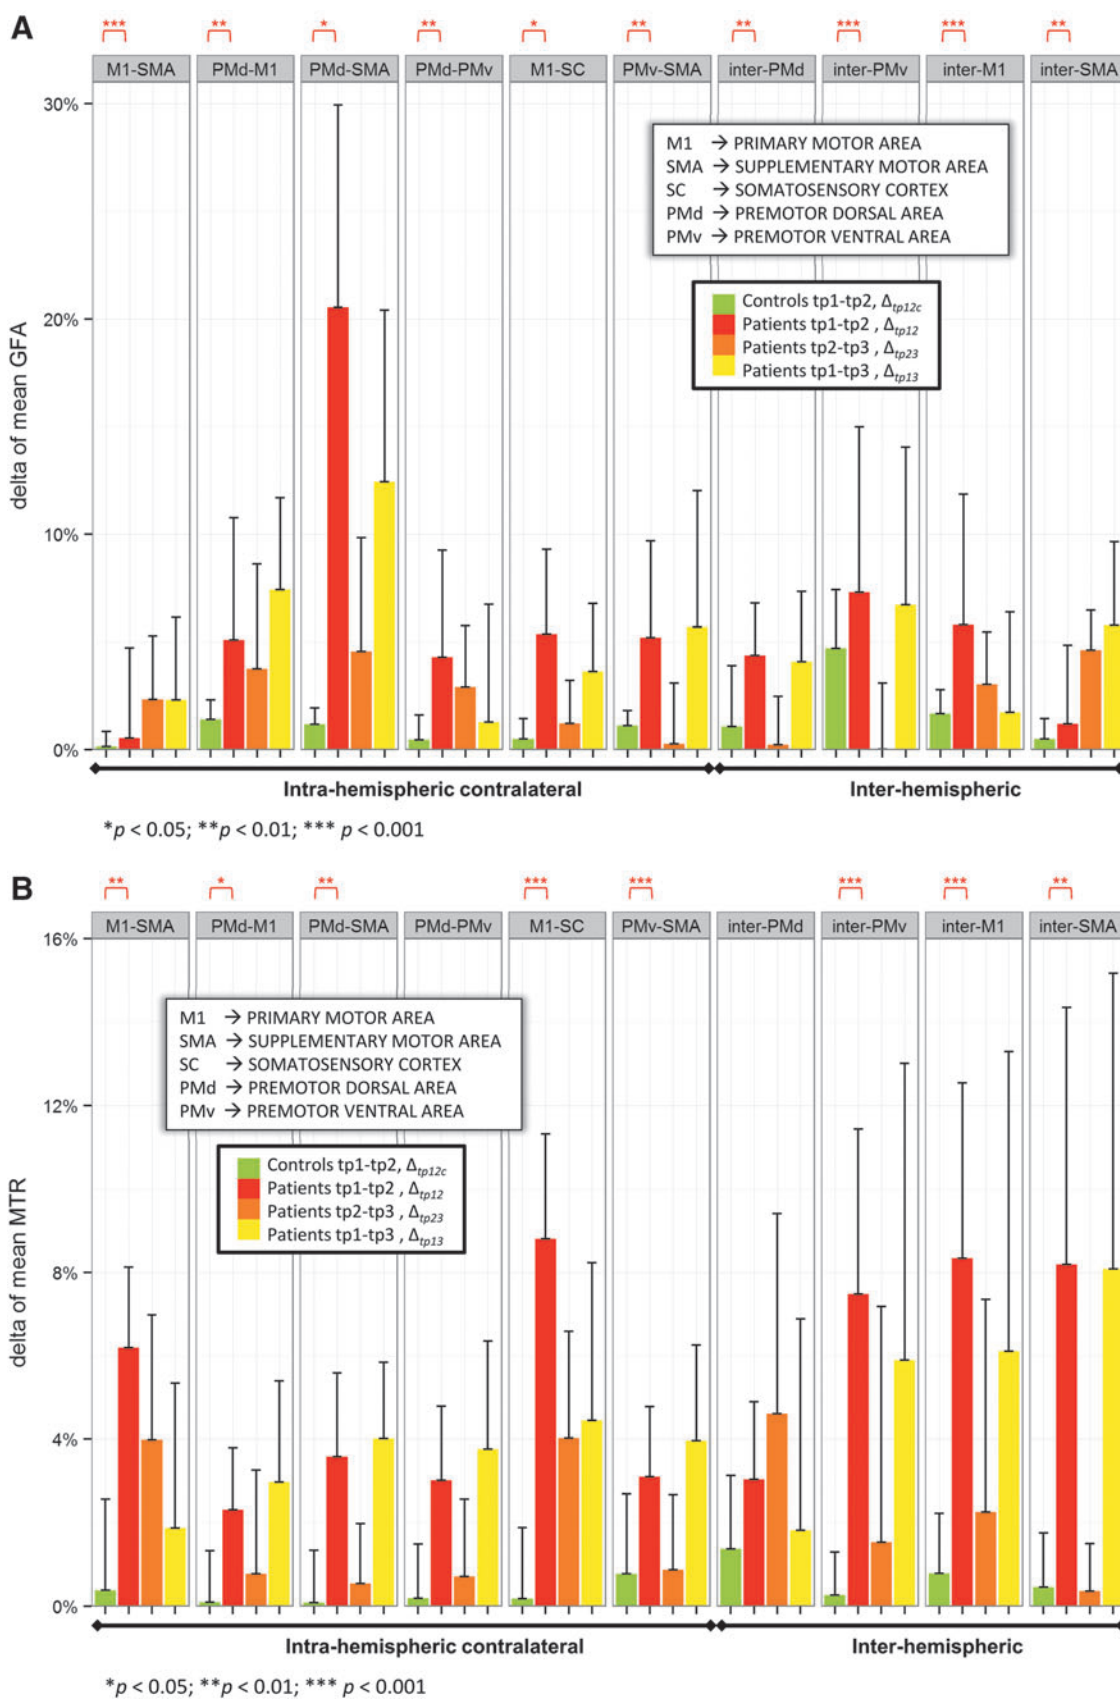 A
*** ** * ** * ** ** *** *** **
M1-SMA PMd-M1 PMd-SMA PMd-PMv M1-SC PMv-SMA inter-PMd inter-PMv inter-M1 inter-SMA
30%
20%
10%
0%
delta of mean GFA
M1 → PRIMARY MOTOR AREA
SMA → SUPPLEMENTARY MOTOR AREA
SC → SOMATOSENSORY CORTEX
PMd → PREMOTOR DORSAL AREA
PMv → PREMOTOR VENTRAL AREA
Controls tp1-tp2, Δtp12c
Patients tp1-tp2 , Δtp12
Patients tp2-tp3 , Δtp23
Patients tp1-tp3 , Δtp13
Intra-hemispheric contralateral Inter-hemispheric
*p < 0.05; **p < 0.01; *** p < 0.001
B
** * ** *** *** *** *** **
M1-SMA PMd-M1 PMd-SMA PMd-PMv M1-SC PMv-SMA inter-PMd inter-PMv inter-M1 inter-SMA
16%
12%
8%
4%
0%
delta of mean MTR
M1 → PRIMARY MOTOR AREA
SMA → SUPPLEMENTARY MOTOR AREA
SC → SOMATOSENSORY CORTEX
PMd → PREMOTOR DORSAL AREA
PMv → PREMOTOR VENTRAL AREA
Controls tp1-tp2, Δtp12c
Patients tp1-tp2 , Δtp12
Patients tp2-tp3 , Δtp23
Patients tp1-tp3 , Δtp13
Intra-hemispheric contralateral Inter-hemispheric
*p < 0.05; **p < 0.01; *** p < 0.001